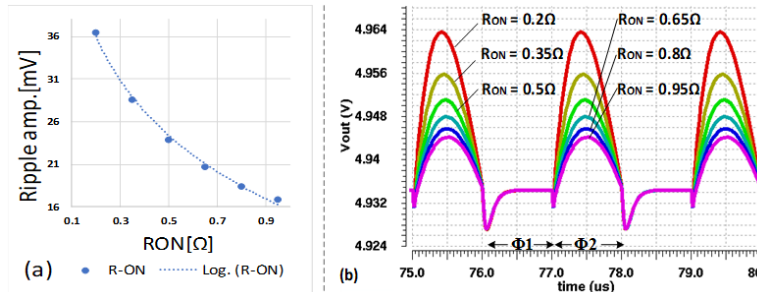 Ripple amp.[mV]
36
31
26
21
16
0.1 0.3 0.5 0.7 0.9
RON[Ω]
(a)
R-ON Log. (R-ON)
Vout (V)
4.964
4.956
4.948
4.94
4.932
4.924
RON = 0.2Ω
RON = 0.35Ω
RON = 0.5Ω
RON = 0.65Ω
RON = 0.8Ω
RON = 0.95Ω
Φ1 Φ2
75.0 76.0 77.0 78.0 79.0 80
(b)
time (us)